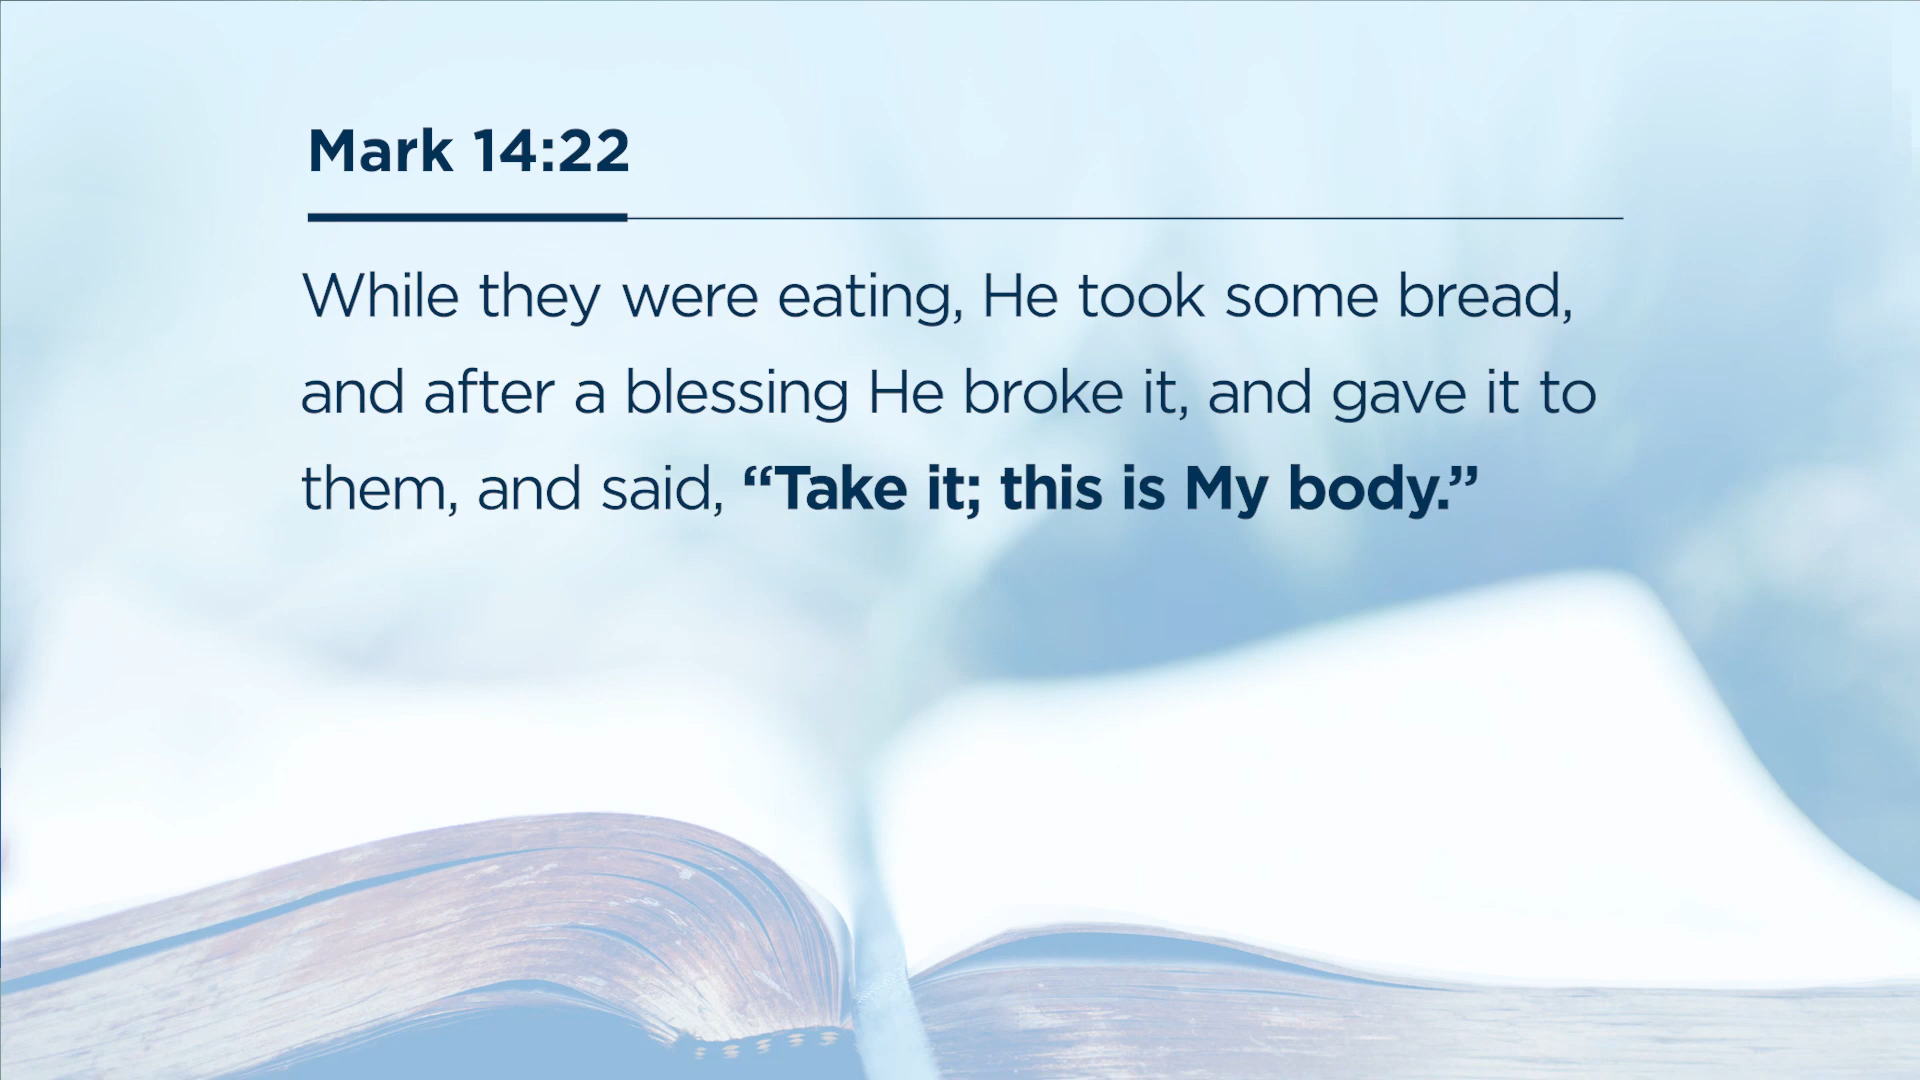 Mark 14:22
While they were eating, He took some bread,
and after a blessing He broke it, and gave it to
them, and said, “Take it; this is My body.”